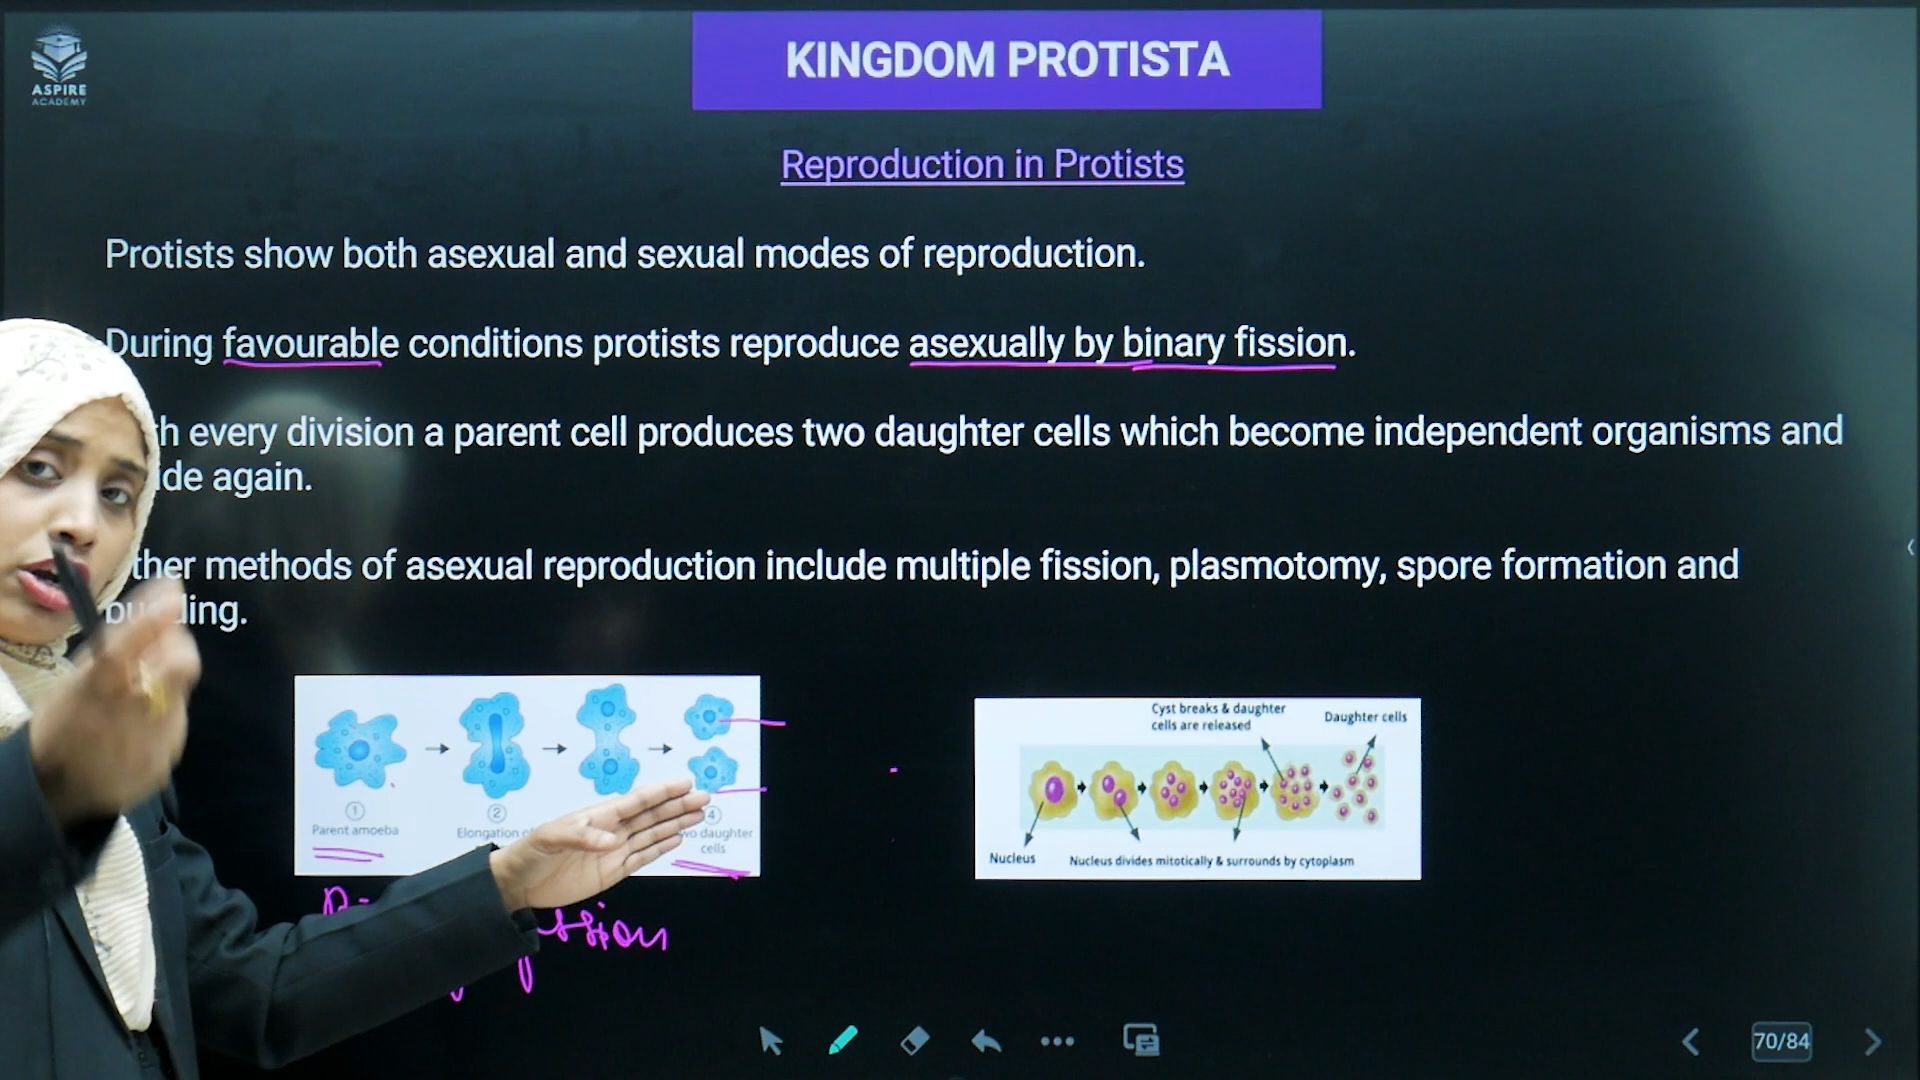 ASPIRE
ACADEMY
KINGDOM PROTISTA
Reproduction in Protists
Protists show both asexual and sexual modes of reproduction.
During favourable conditions protists reproduce asexually by binary fission.
every division a parent cell produces two daughter cells which become independent organisms and
again.
methods of asexual reproduction include multiple fission, plasmotomy, spore formation and
1
Parent amoeba
2
Elongation
4
daughter
cells
Cyst breaks & daughter
cells are released
Daughter cells
Nucleus
Nucleus divides mitotically & surrounds by cytoplasm
70/84